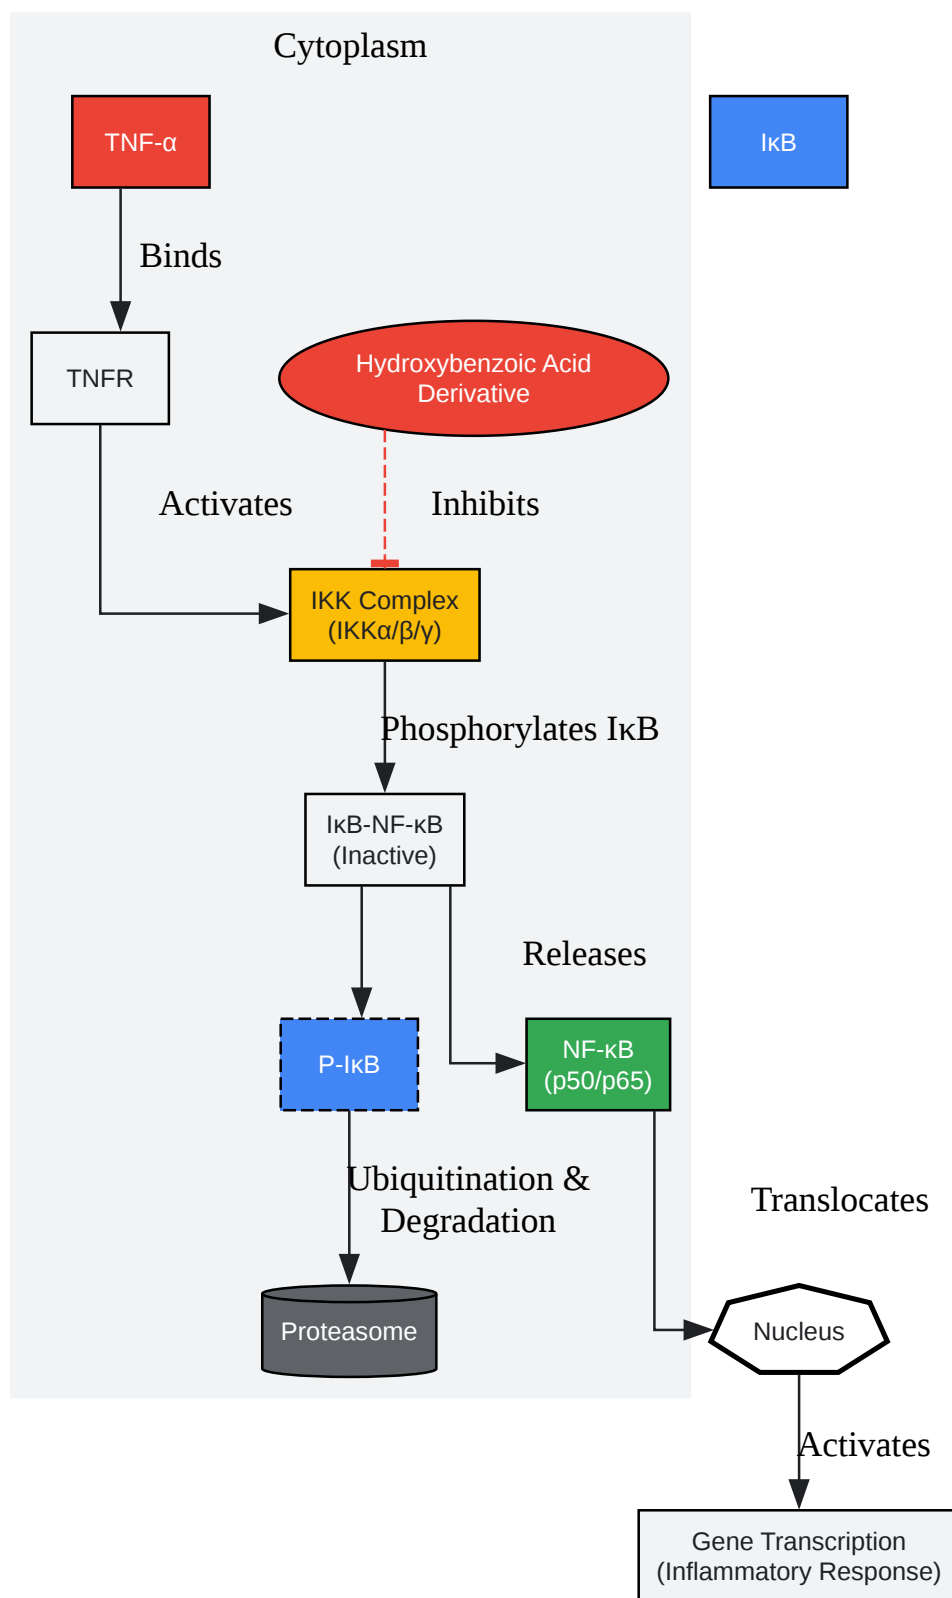 Cytoplasm
TNF-α
IκB
Binds
TNFR
Hydroxybenzoic Acid
Derivative
Activates
Inhibits
IKK Complex
(IKKα/β/γ)
Phosphorylates IκB
IκB-NF-κB
(Inactive)
Releases
P-IκB
NF-κB
(p50/p65)
Ubiquitination &
Degradation
Translocates
Proteasome
Nucleus
Activates
Gene Transcription
(Inflammatory Response)